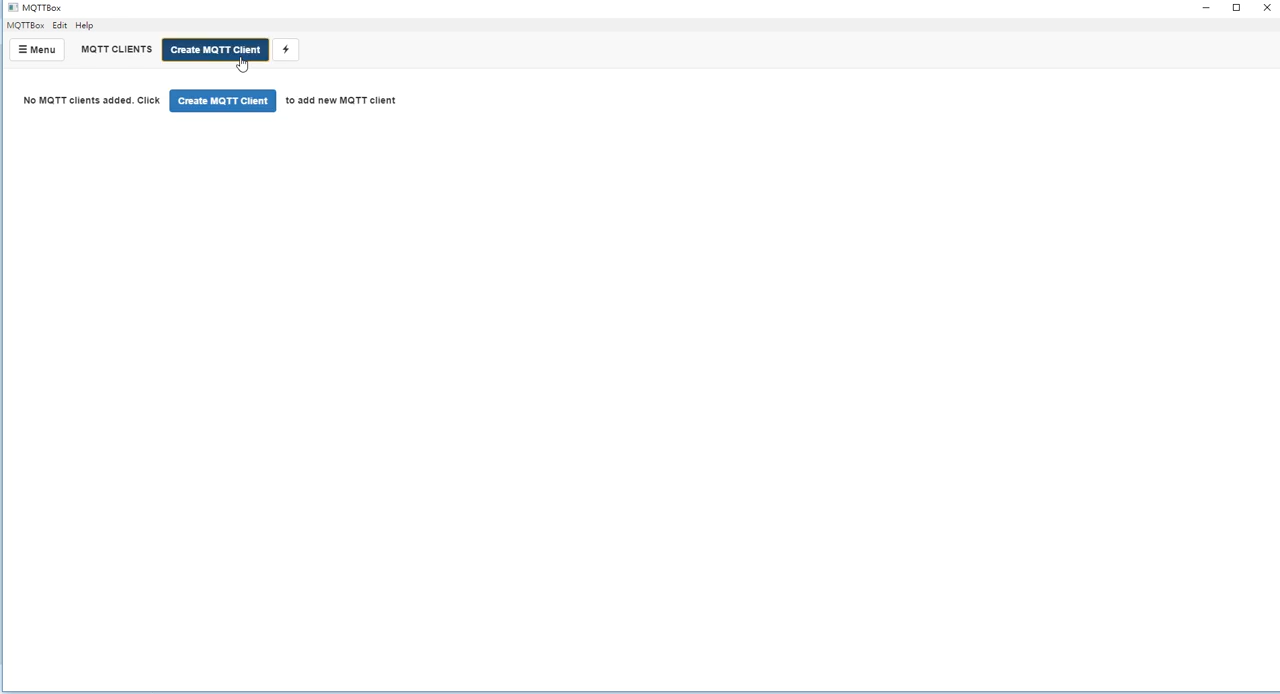 MQTTBox
MQTTBox Edit Help
Menu MQTT CLIENTS Create MQTT Client
No MQTT clients added. Click Create MQTT Client to add new MQTT client